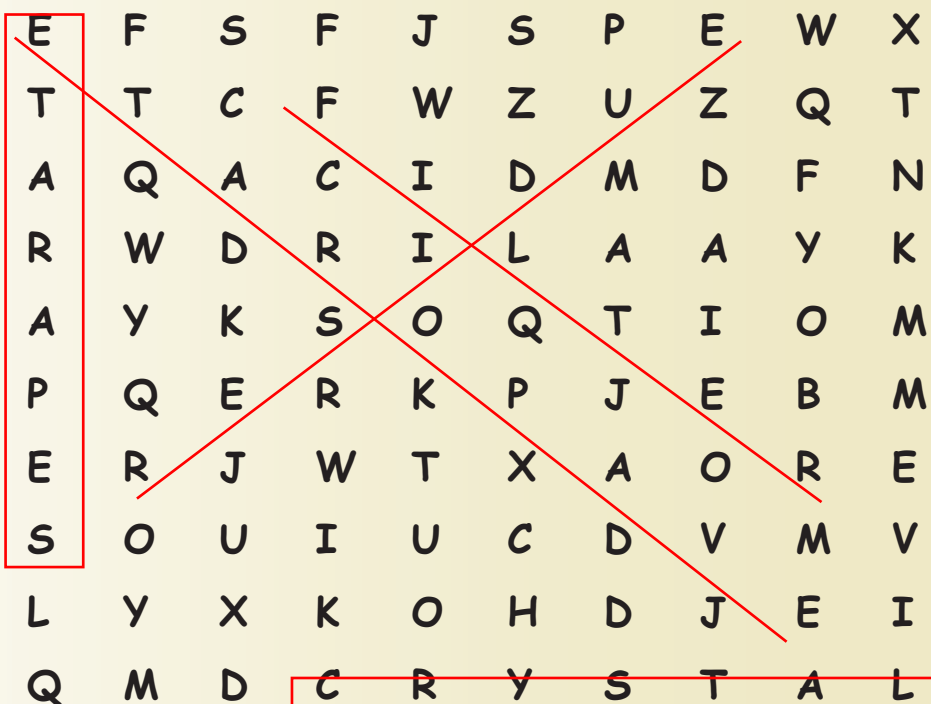 E F S F J S P E W X
T T C F W Z U Z Q T
A Q A C I D M D F N
R W D R I L A A Y K
A Y K S O Q T I O M
P Q E R K P J E B M
E R J W T X A O R E
S O U I U C D V M V
L Y X K O H D J E I
Q M D C R Y S T A L